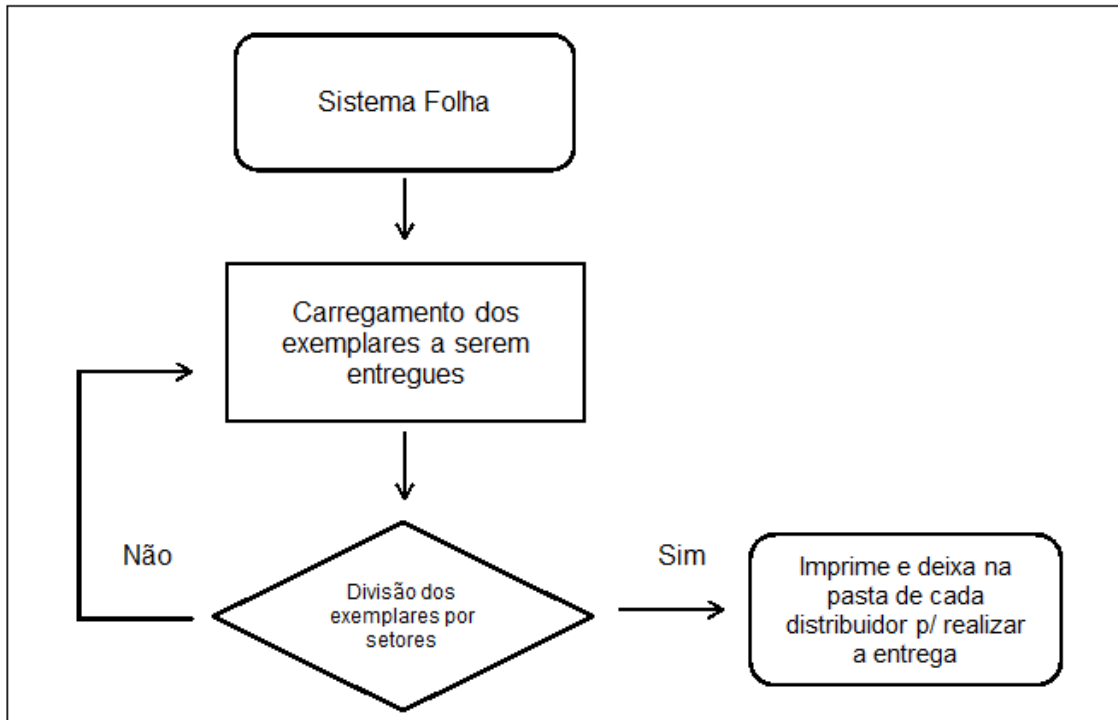 Sistema Folha
Carregamento dos
exemplares a serem
entregues
Não
Sim
Divisão dos
exemplares por
setores
Imprime e deixa na
pasta de cada
distribuidor p/ realizar
a entrega